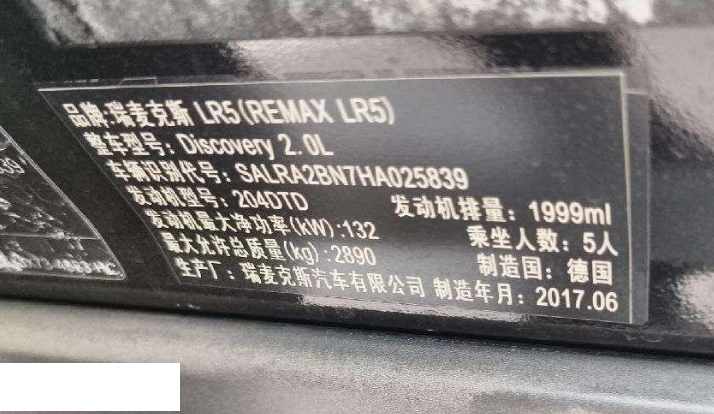 品牌:瑞麦克斯 LR5(REMAX LR5)
整车型号: Discovery 2.0L
车辆识别代号: SALRA2BN7HA025839
发动机型号: 204DTD 发动机排量: 1999ml
发动机最大净功率(kW):132 乘坐人数: 5人
最大允许总质量(kg):2890 制造国: 德国
生产厂: 瑞麦克斯汽车有限公司 制造年月: 2017.06